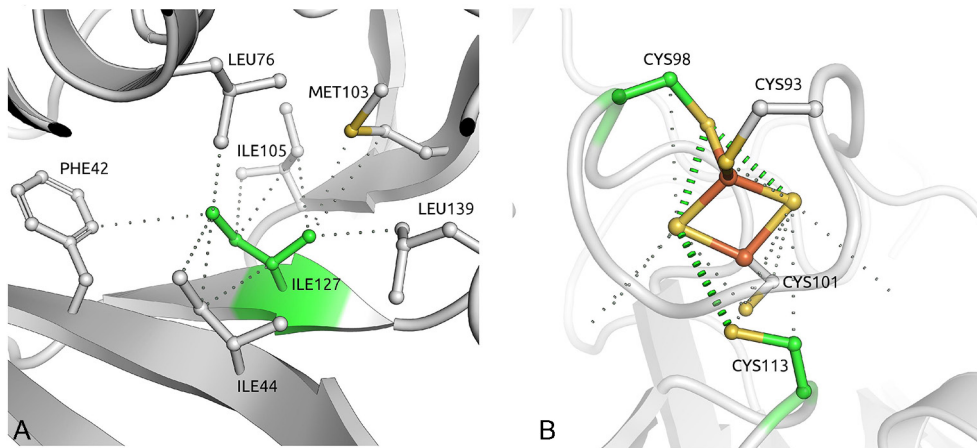 LEU76
MET103
ILE105
PHE42
LEU139
ILE127
ILE44
A
CYS98
CYS93
CYS101
CYS113
B